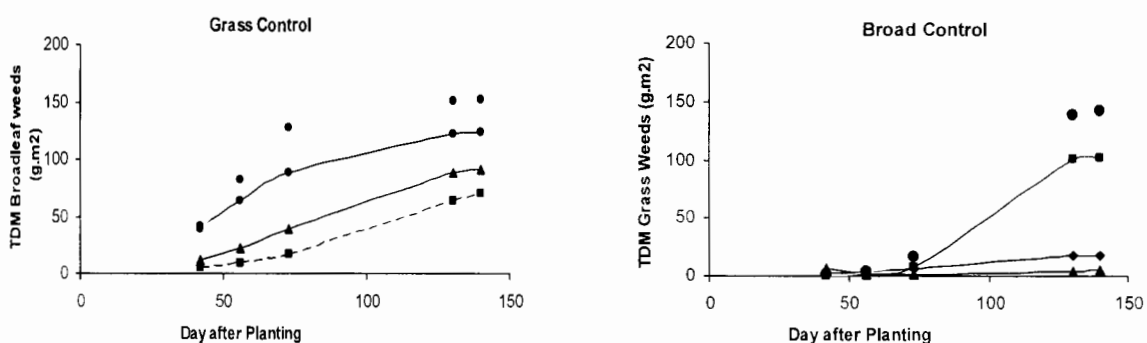 Grass Control
TDM Broadleaf weeds
(g.m2)
200
150
100
50
0
0
50
100
150
Day after Planting
Broad Control
TDM Grass Weeds (g.m2)
200
150
100
50
0
0
50
100
150
Day after Planting